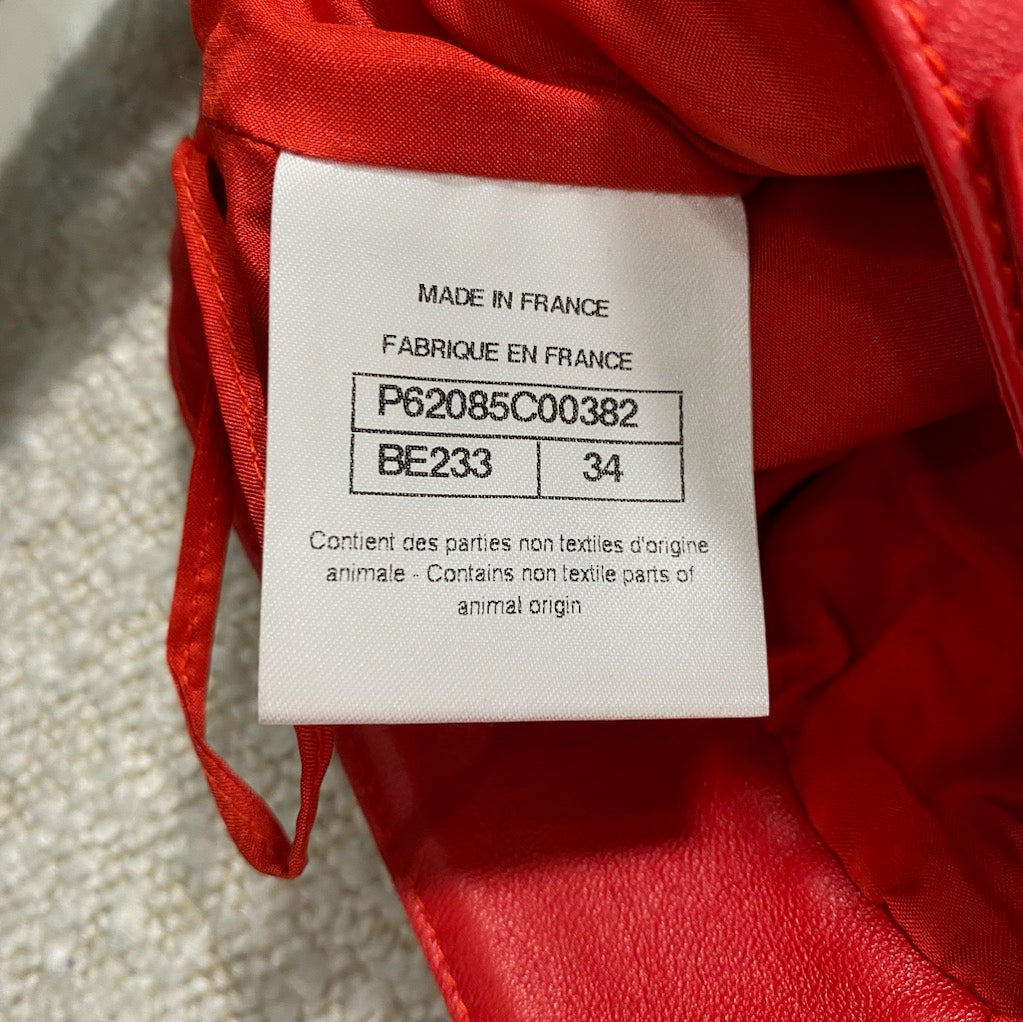 MADE IN FRANCE
FABRIQUE EN FRANCE
P62085C00382
BE233 34
Contient des parties non textiles d'origine
animale - Contains non textile parts of
animal origin